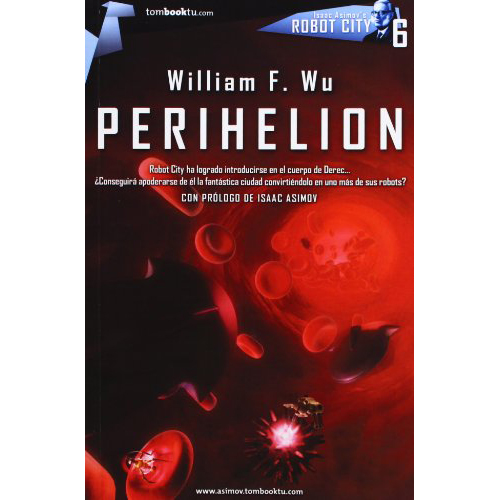 tombooktu.com
Isaac Asimov's
ROBOT CITY
6
William F. Wu
PERIHELION
Robot City ha logrado introducirse en el cuerpo de Derec...
¿Conseguirá apoderarse de él la fantástica ciudad convirtiéndolo en uno más de sus robots?
CON PRÓLOGO DE ISAAC ASIMOV
www.asimov.tombooktu.com